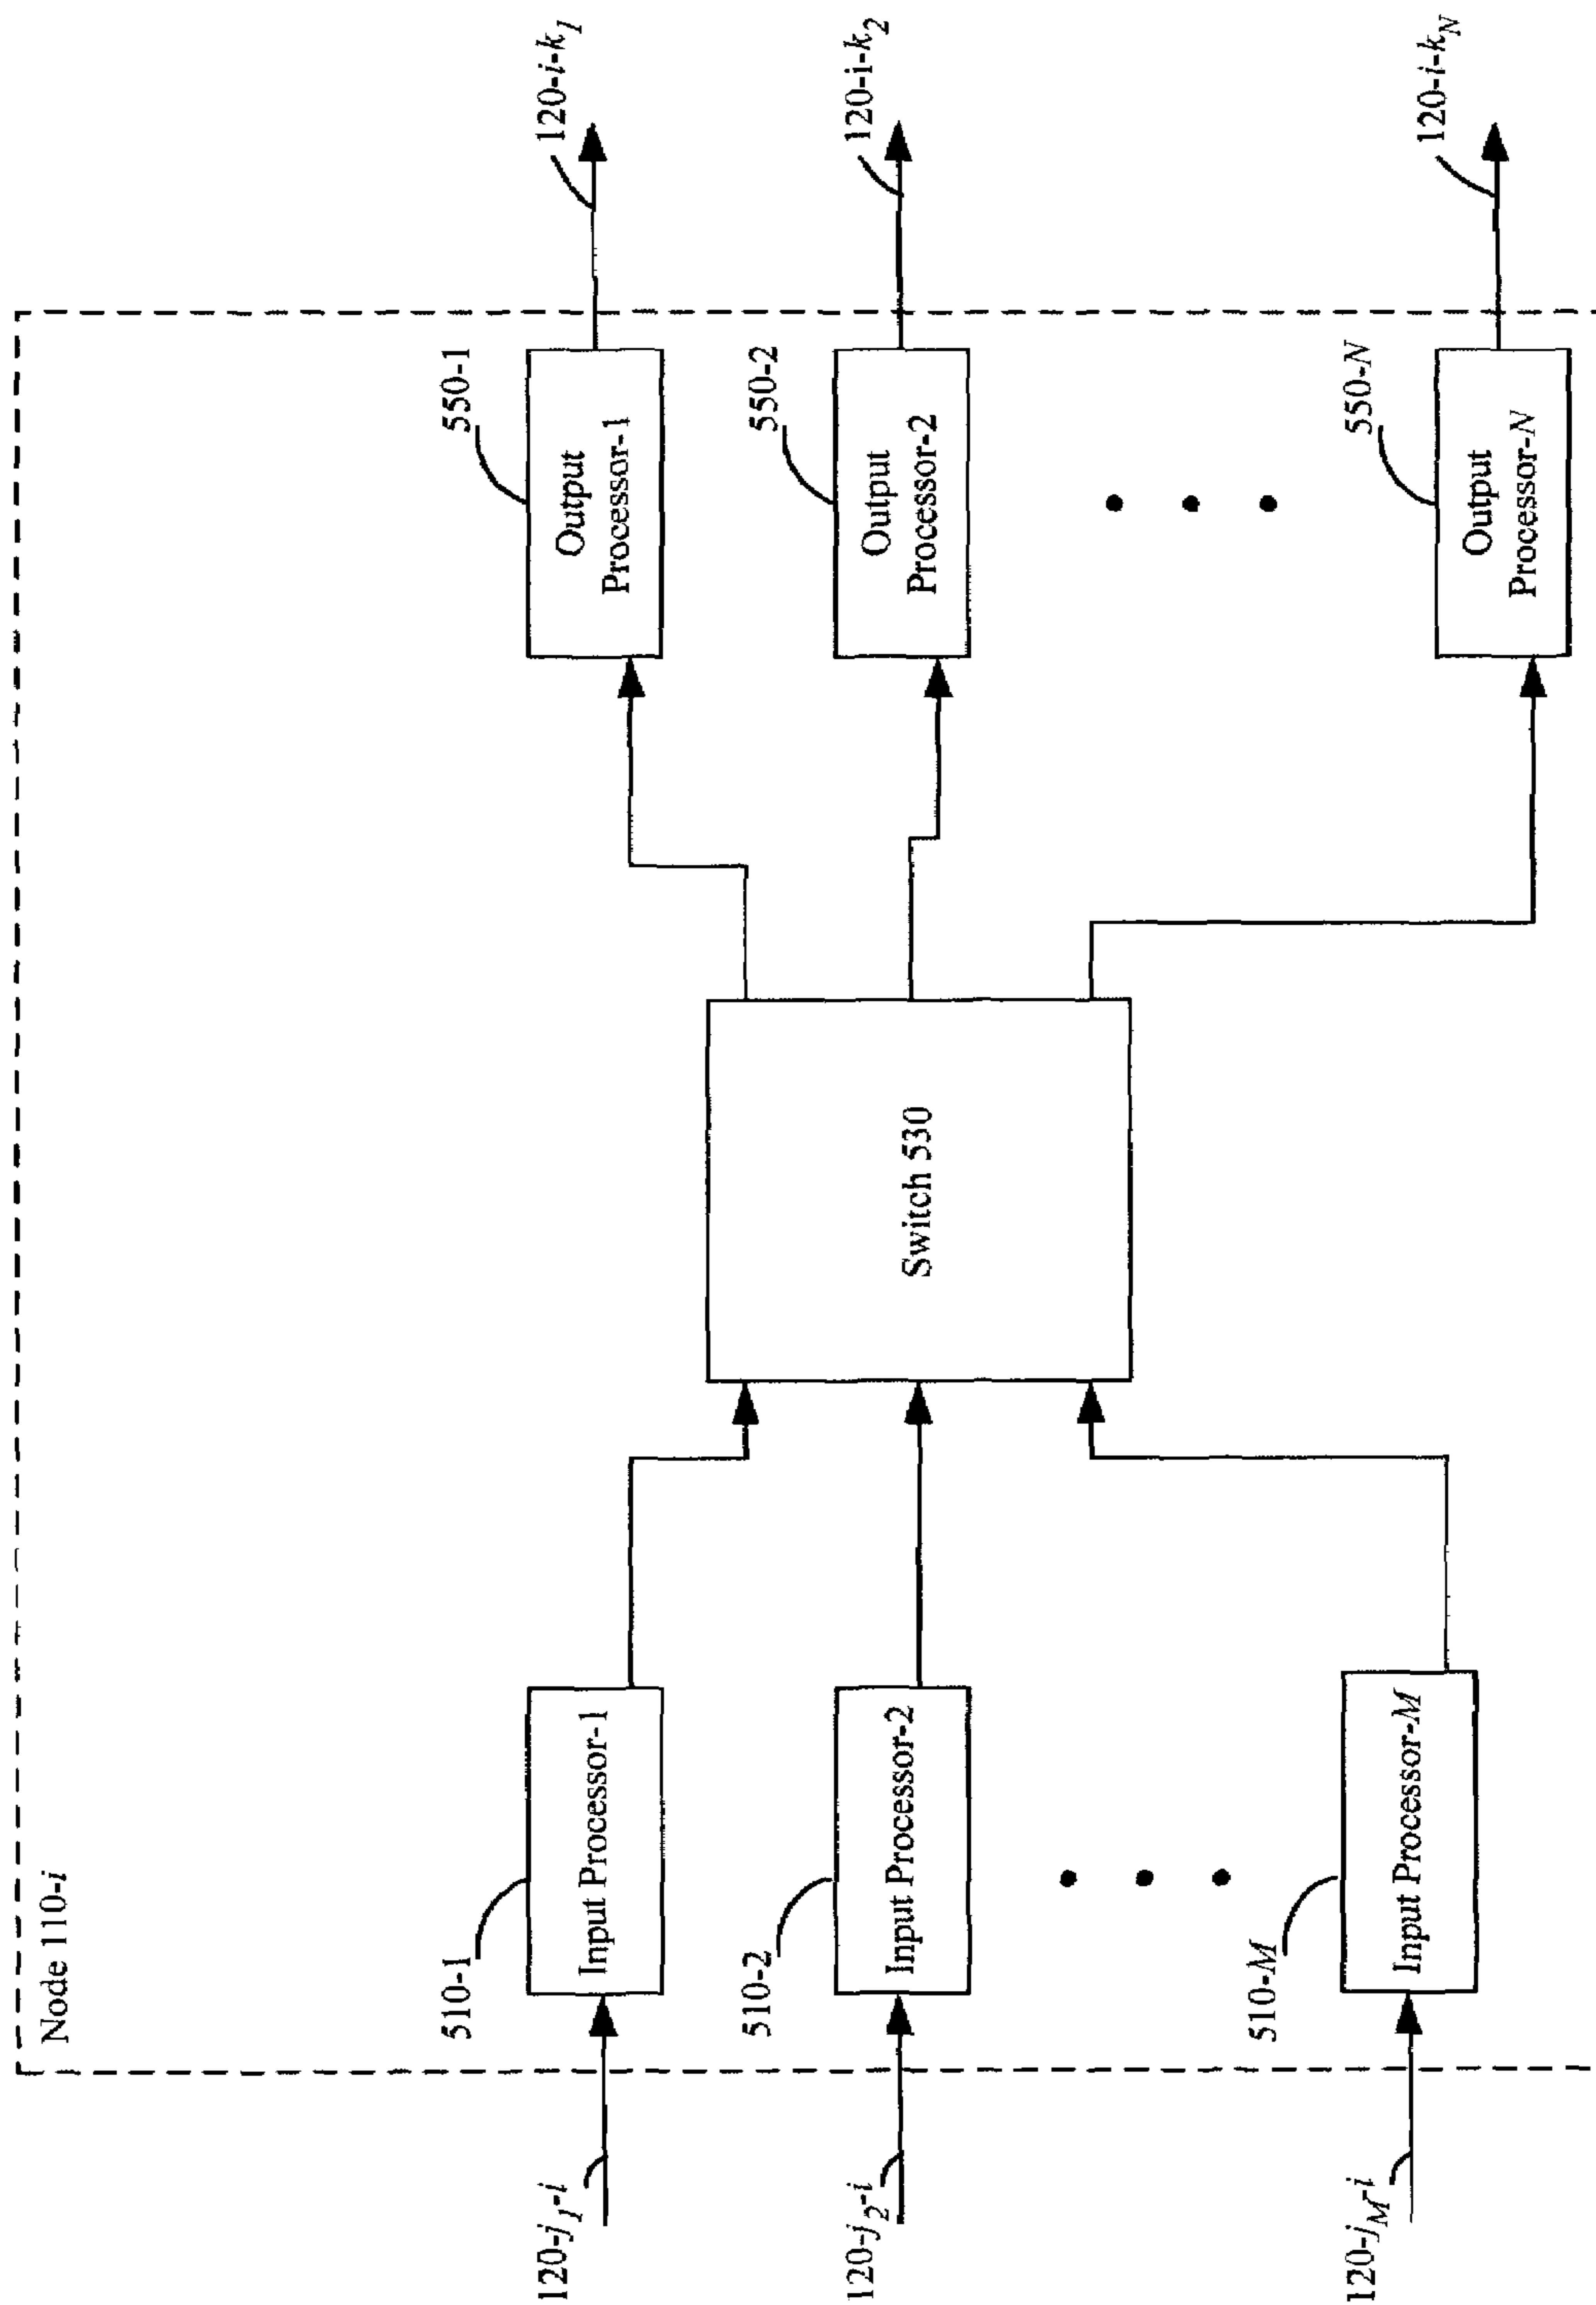 Node 110-i
120-j1-i
510-1
Input Processor-1
120-j2-i
510-2
Input Processor-2
120-jM-i
510-M
Input Processor-M
Switch 530
550-1
Output
Processor-1
120-i-k1
550-2
Output
Processor-2
120-i-k2
550-N
Output
Processor-N
120-i-kN